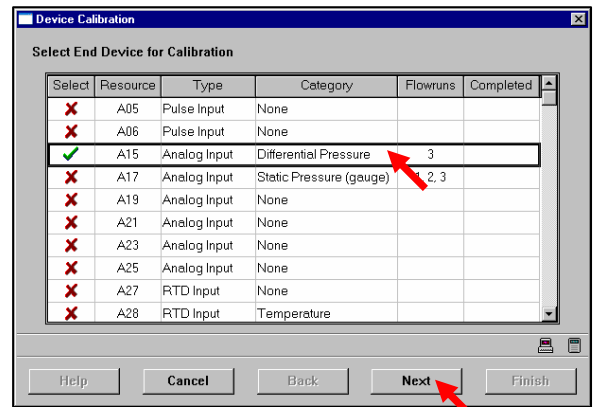 Device Calibration
Select End Device for Calibration
Select Resource Type Category Flowruns Completed
A05 Pulse Input None
A06 Pulse Input None
A15 Analog Input Differential Pressure 3
A17 Analog Input Static Pressure (gauge) 2, 3
A19 Analog Input None
A21 Analog Input None
A23 Analog Input None
A25 Analog Input None
A27 RTD Input None
A28 RTD Input Temperature
Help Cancel Back Next Finish